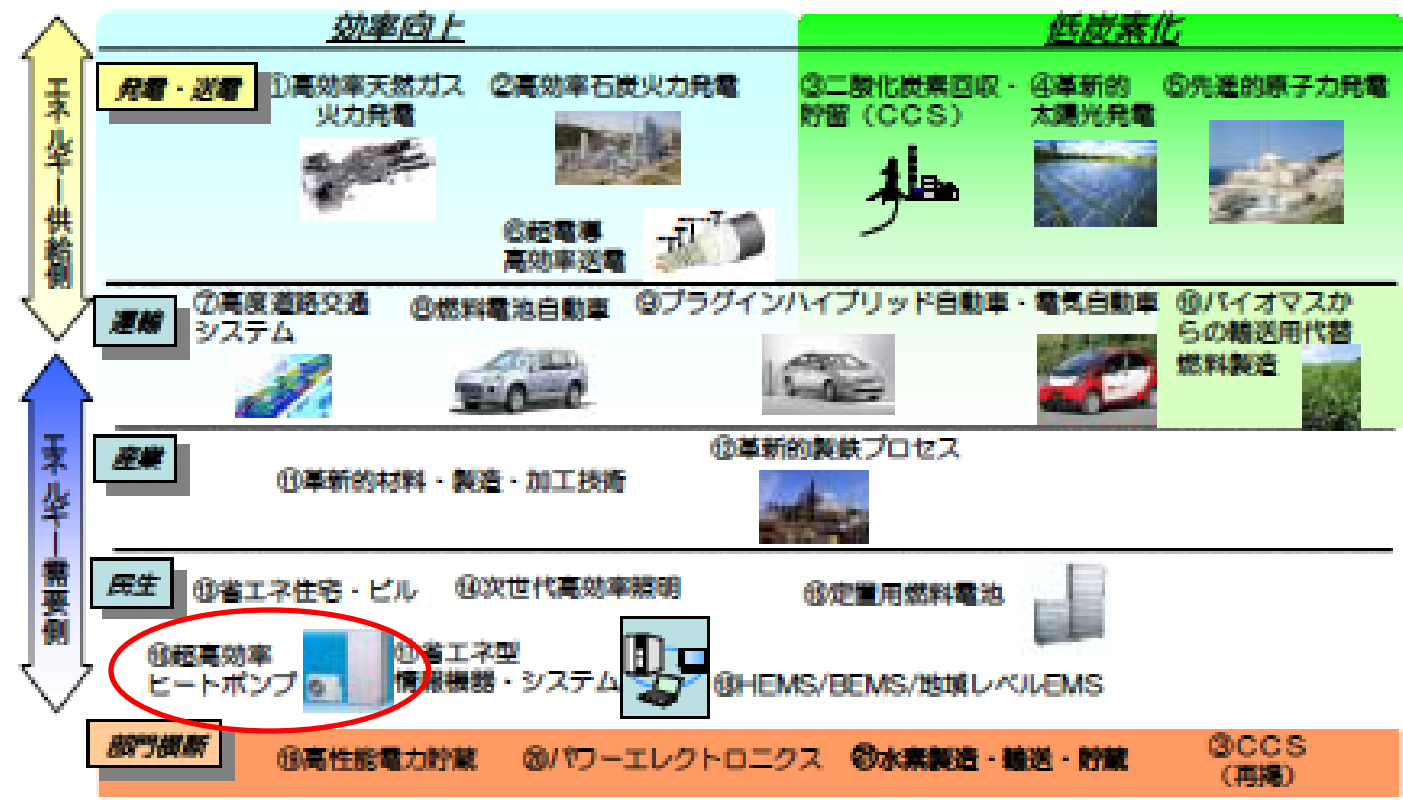 効率向上
低炭素化
エネルギー供給側
発電・送電
①高効率天然ガス
火力発電
②高効率石炭火力発電
③二酸化炭素回収・
貯留（CCS）
④革新的
太陽光発電
⑤先進的原子力発電
⑥超電導
高効率送電
運輸
⑦高度道路交通
システム
⑧燃料電池自動車
⑨プラグインハイブリッド自動車・電気自動車
⑩バイオマスか
らの輸送用代替
燃料製造
エネルギー需要側
産業
⑪革新的材料・製造・加工技術
⑫革新的製鉄プロセス
民生
⑬省エネ住宅・ビル
⑭次世代高効率照明
⑮定置用燃料電池
⑯超高効率
ヒートポンプ
⑰省エネ型
情報機器・システム
⑱HEMS/BEMS/地域レベルEMS
部門横断
⑲高性能電力貯蔵
⑳パワーエレクトロニクス
㉑水素製造・輸送・貯蔵
③CCS
（再掲）